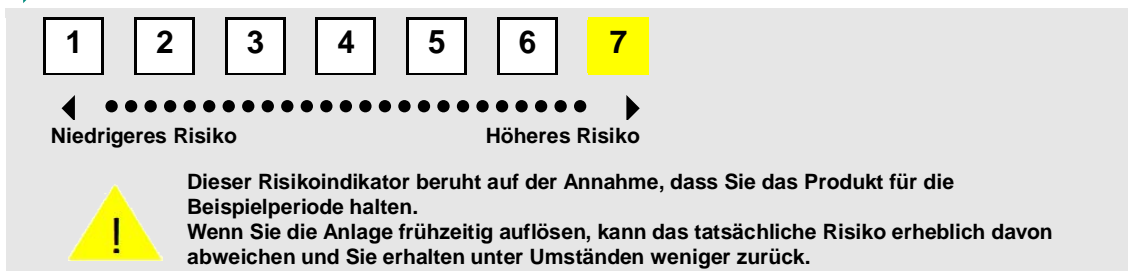 1 2 3 4 5 6 7
Niedrigeres Risiko Höheres Risiko
Dieser Risikoindikator beruht auf der Annahme, dass Sie das Produkt für die
Beispielperiode halten.
! Wenn Sie die Anlage frühzeitig auflösen, kann das tatsächliche Risiko erheblich davon
abweichen und Sie erhalten unter Umständen weniger zurück.